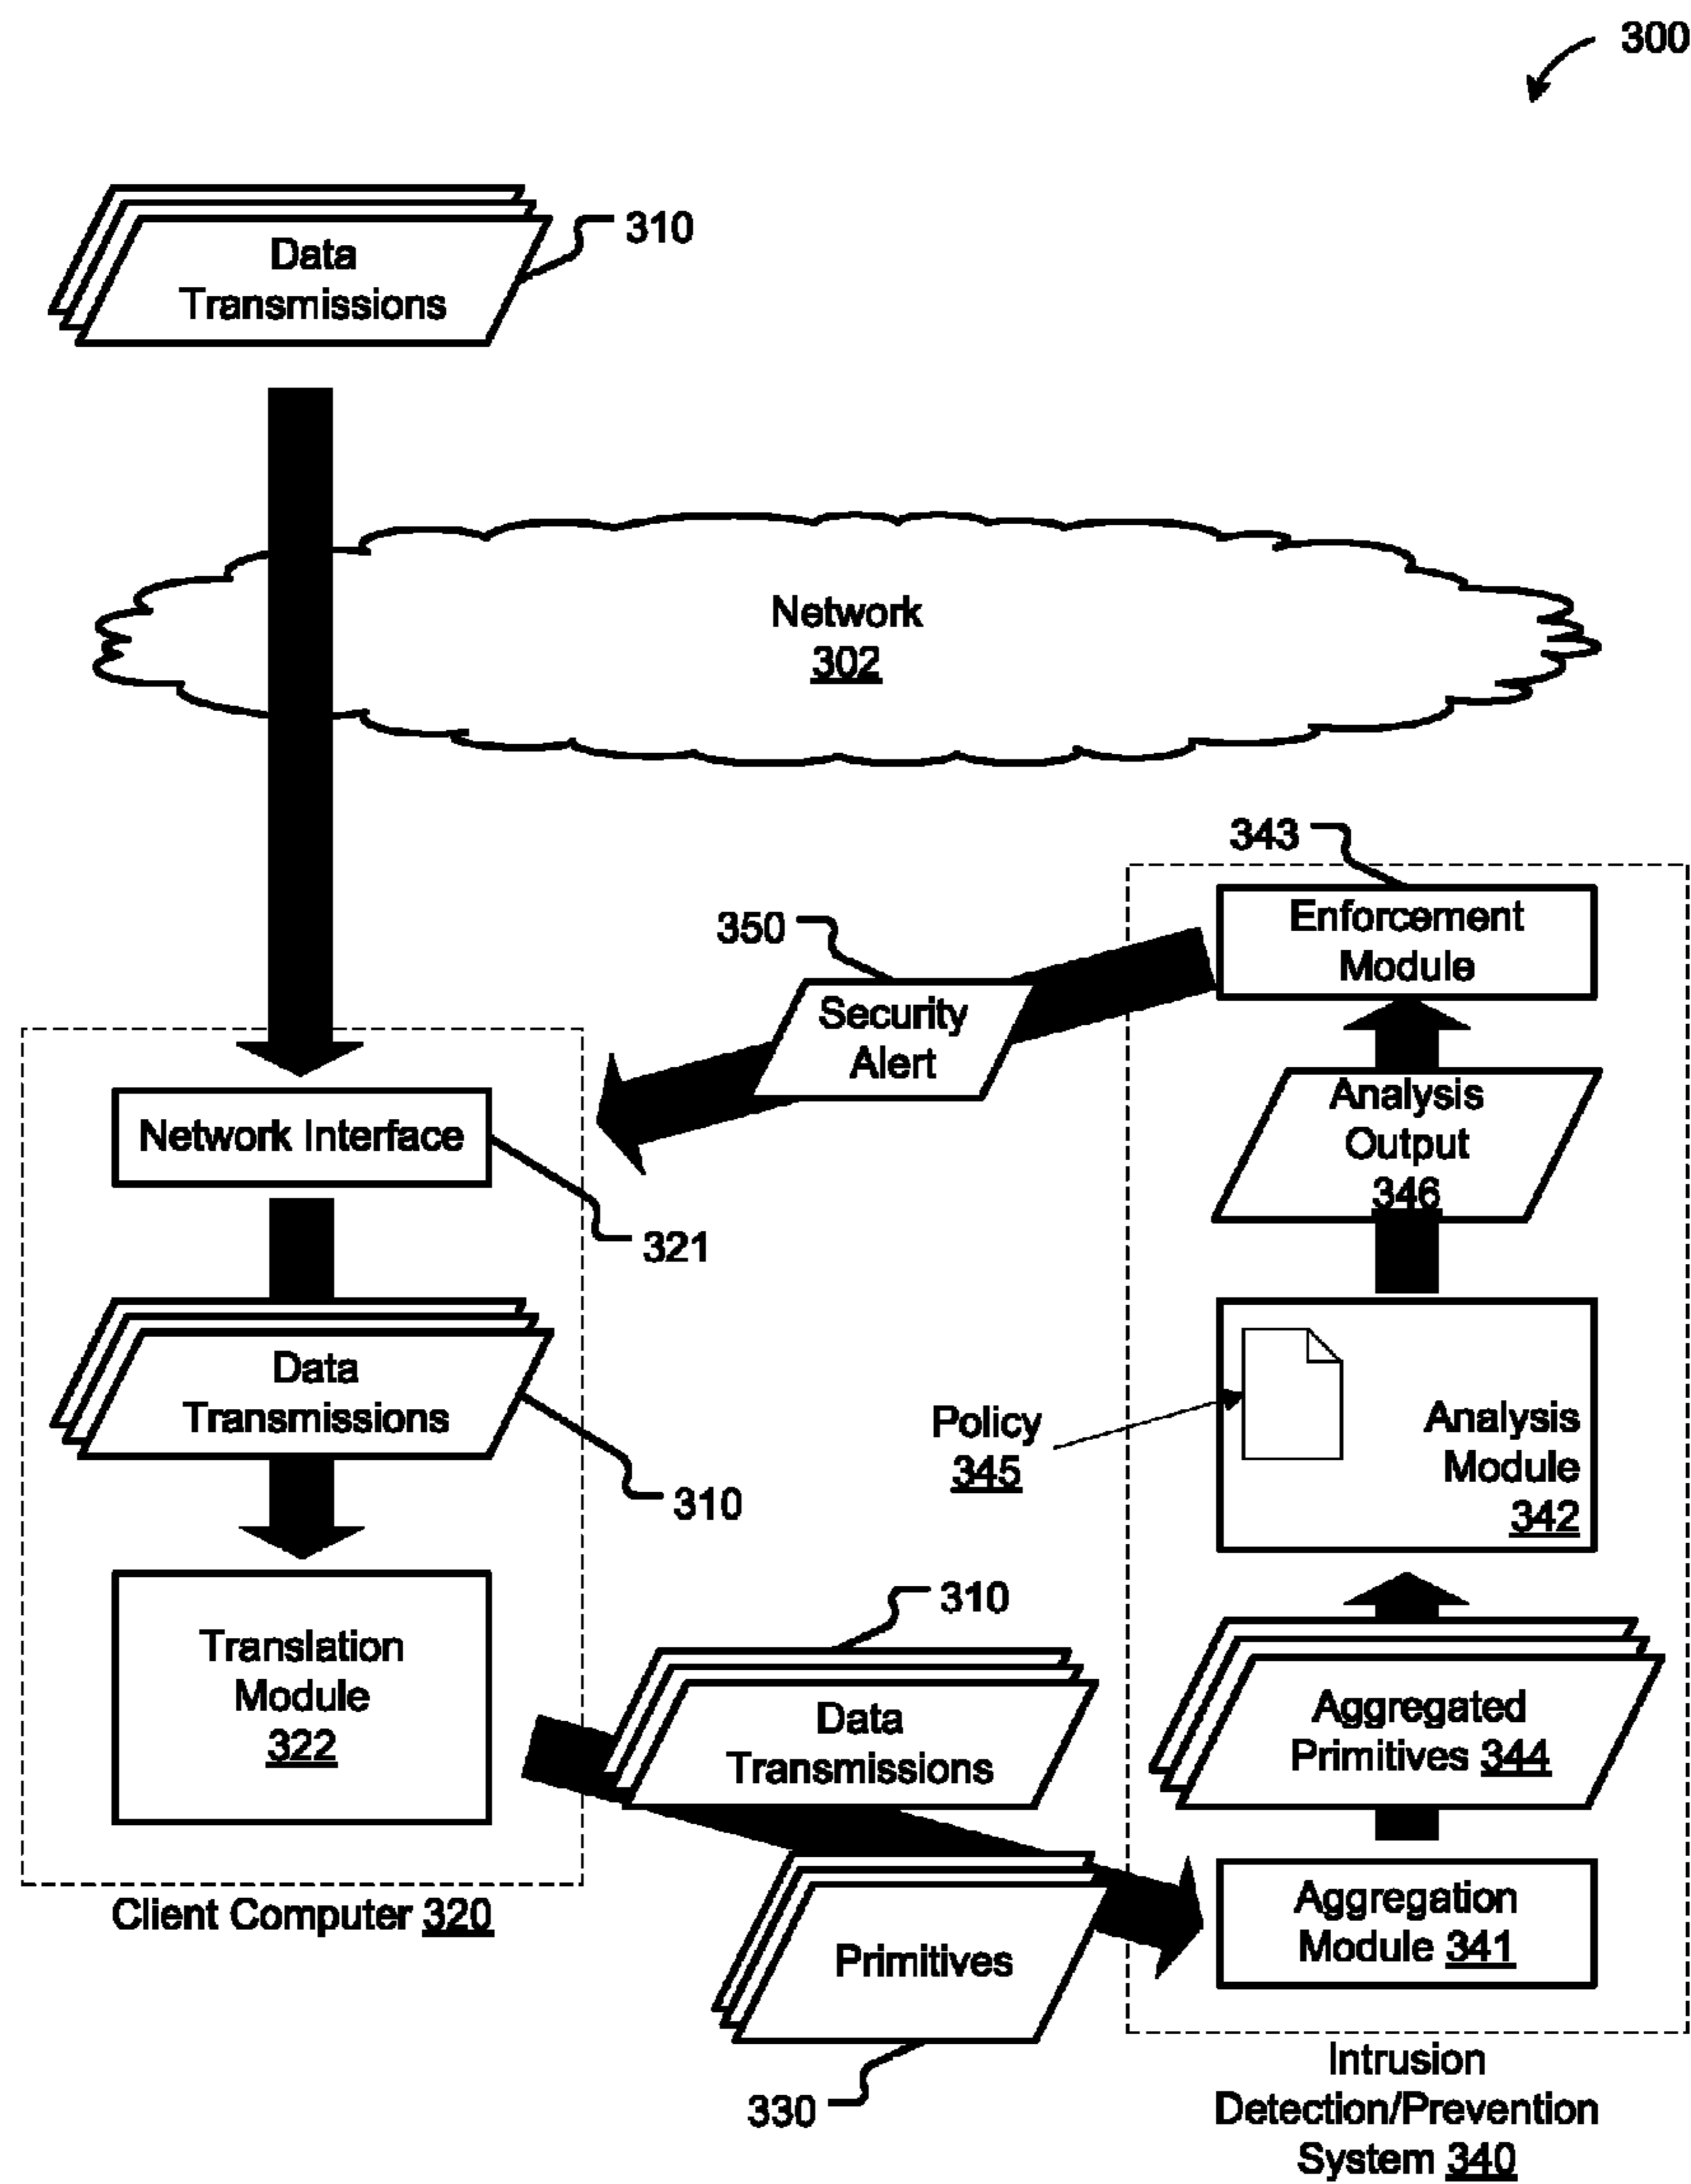 300
310
Data
Transmissions
Network
302
343
Enforcement
Module
350
Security
Alert
Analysis
Output
346
Network Interface
321
Data
Transmissions
310
Policy
345
Analysis
Module
342
Translation
Module
322
310
Data
Transmissions
Aggregated
Primitives 344
Primitives
330
Aggregation
Module 341
Client Computer 320
Intrusion
Detection/Prevention
System 340